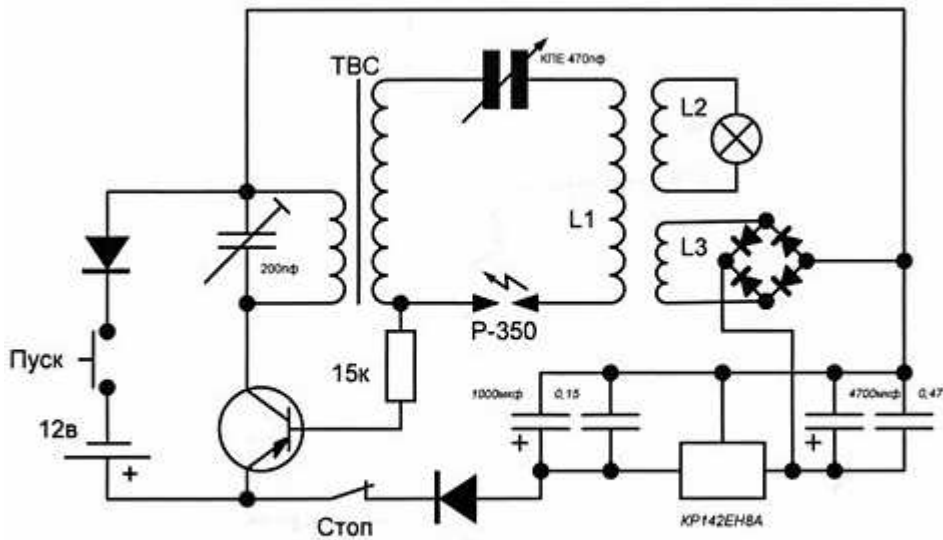 КПЕ 470пф
ТВС
L2
L1
L3
200пф
Р-350
Пуск
15к
1000мкф
0,15
4700мкф
0,47
12в
+
+
+
Стоп
КР142ЕН8А